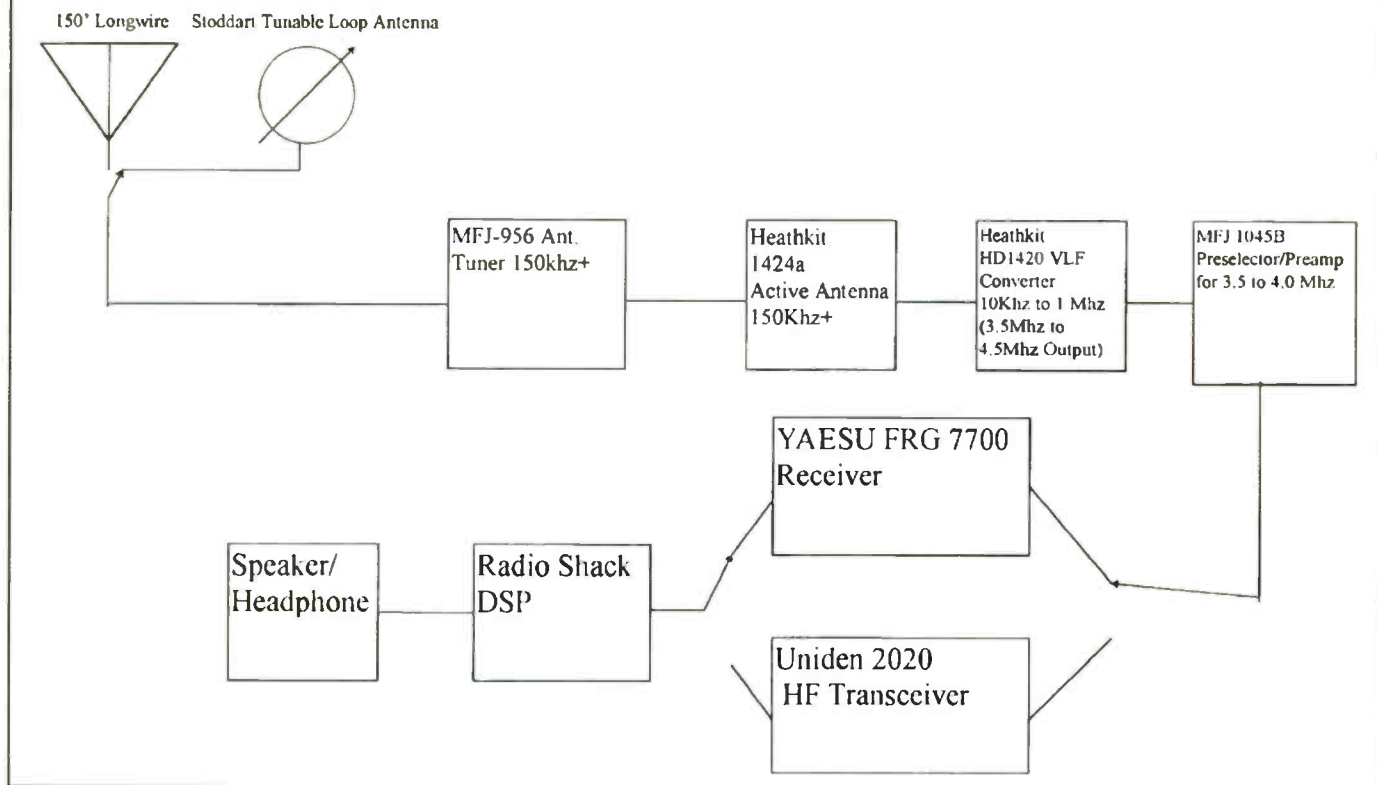 150' Longwire Stoddart Tunable Loop Antenna
MFJ-956 Ant.
Tuner 150khz+
Heathkit
1424a
Active Antenna
150Khz+
Heathkit
HD1420 VLF
Converter
10Khz to 1 Mhz
(3.5Mhz to
4.5Mhz Output)
MFJ 1045B
Preselector/Preamp
for 3.5 to 4.0 Mhz
YAESU FRG 7700
Receiver
Speaker/
Headphone
Radio Shack
DSP
Uniden 2020
HF Transceiver